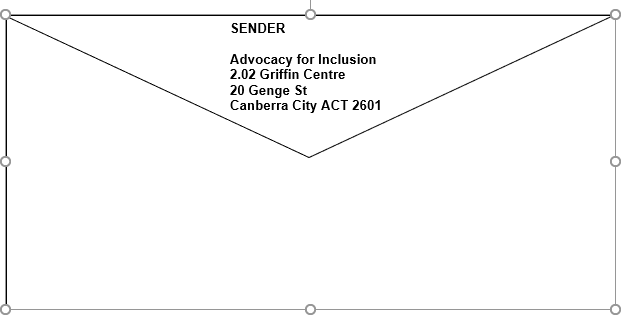 SENDER
Advocacy for Inclusion
2.02 Griffin Centre
20 Genge St
Canberra City ACT 2601